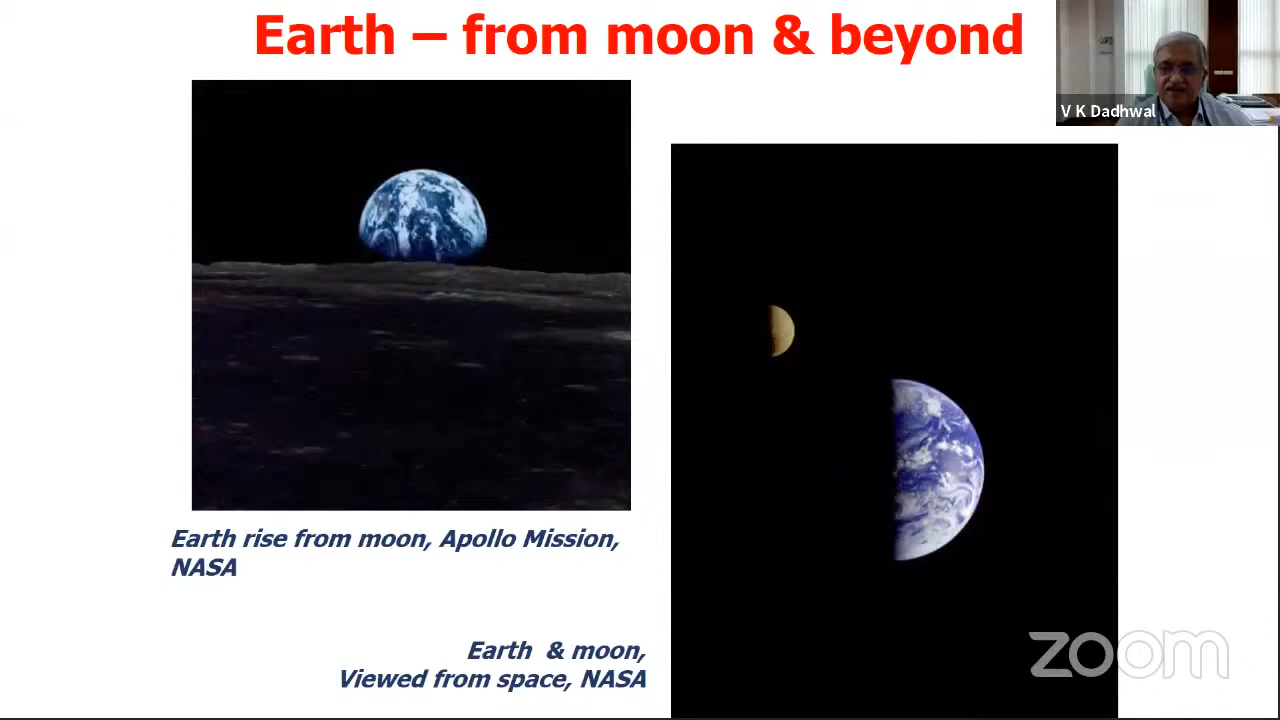 Earth – from moon & beyond
V K Dadhwal
Earth rise from moon, Apollo Mission,
NASA
Earth & moon,
Viewed from space, NASA
zoom